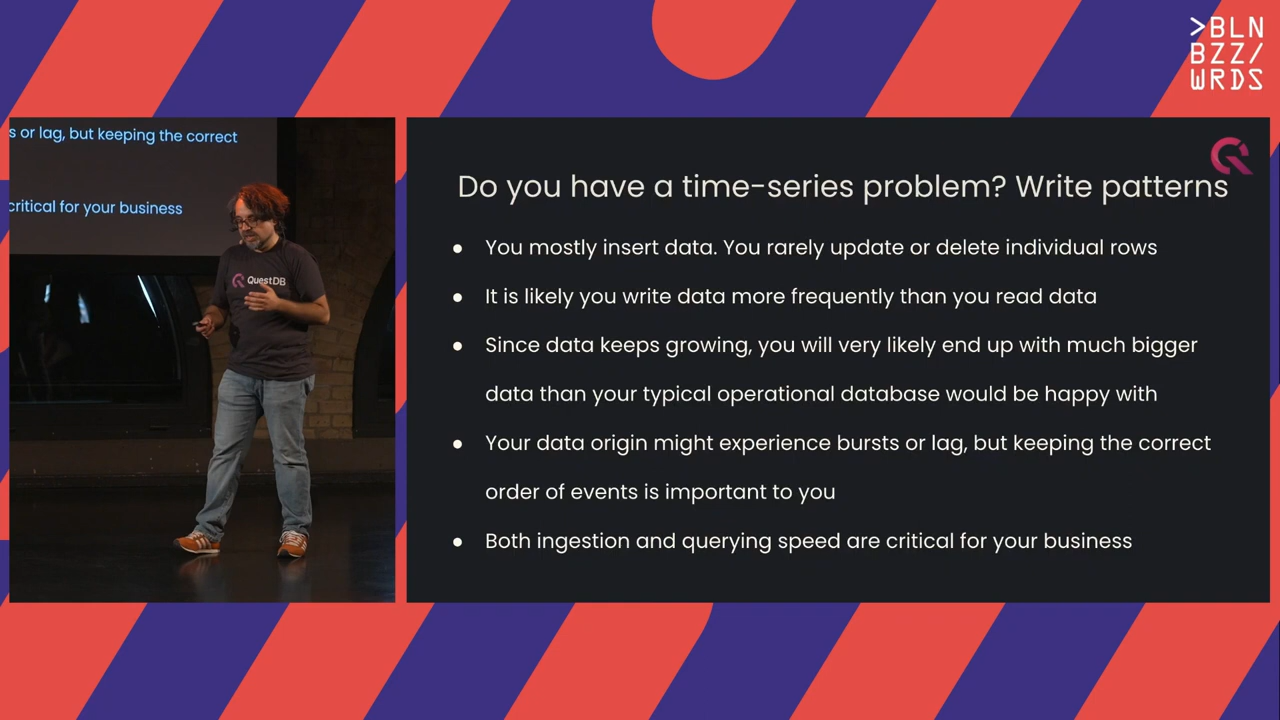 >BLN
BZZ/
WRDS
s or lag, but keeping the correct
critical for your business
QuestDB
Do you have a time-series problem? Write patterns
● You mostly insert data. You rarely update or delete individual rows
● It is likely you write data more frequently than you read data
● Since data keeps growing, you will very likely end up with much bigger
data than your typical operational database would be happy with
● Your data origin might experience bursts or lag, but keeping the correct
order of events is important to you
● Both ingestion and querying speed are critical for your business